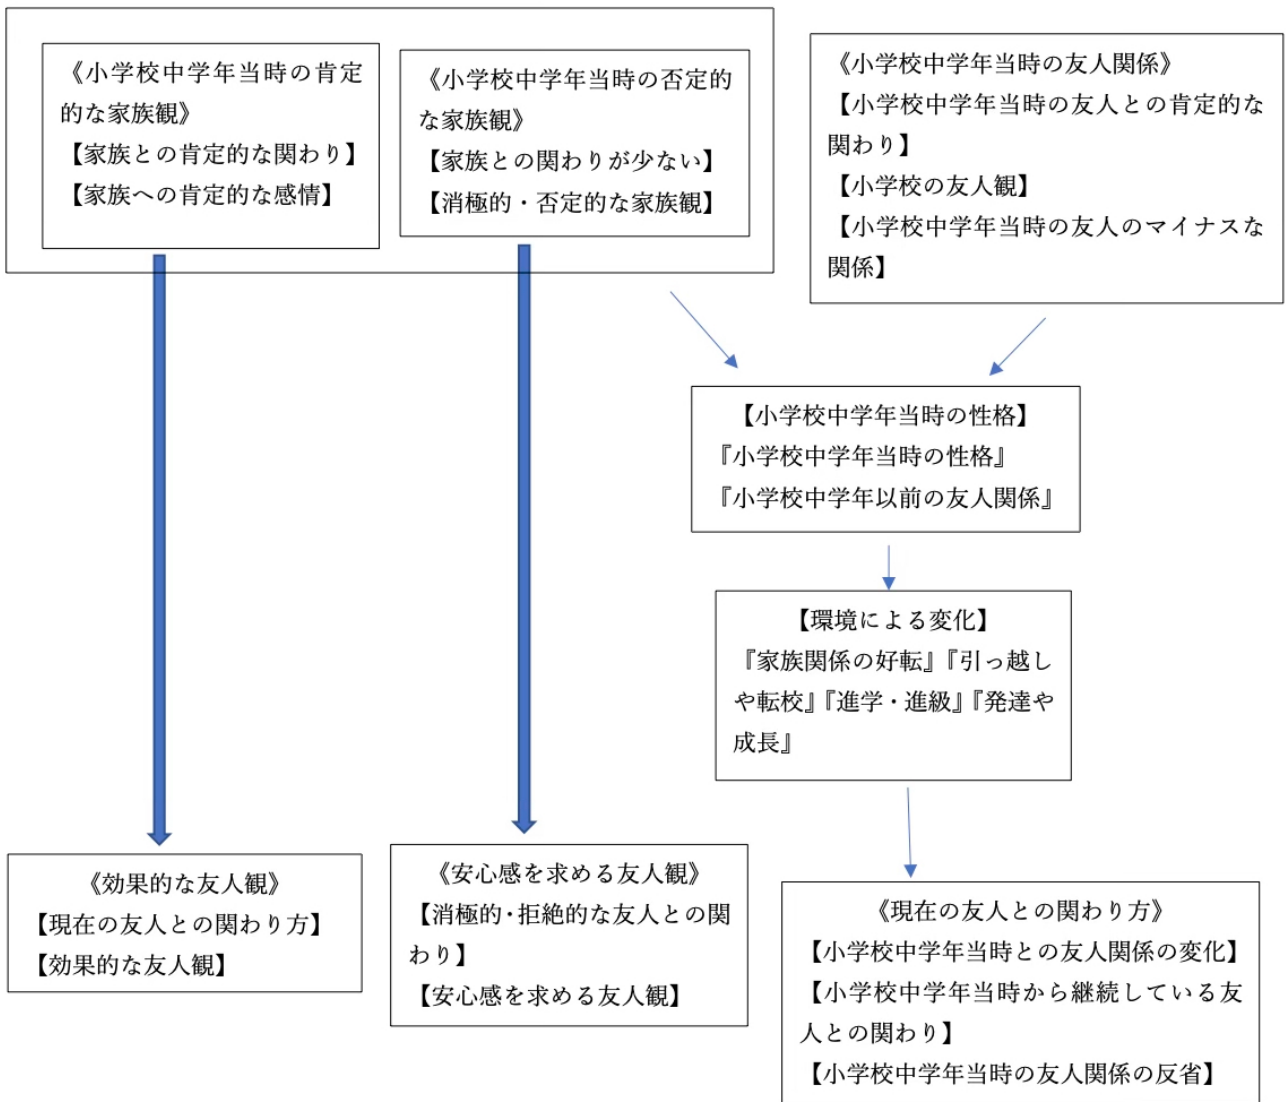 《小学校中学年当時の肯定
的な家族観》
【家族との肯定的な関わり】
【家族への肯定的な感情】
《小学校中学年当時の否定的
な家族観》
【家族との関わりが少ない】
【消極的・否定的な家族観】
《小学校中学年当時の友人関係》
【小学校中学年当時の友人との肯定的な
関わり】
【小学校の友人観】
【小学校中学年当時の友人のマイナスな
関係】
【小学校中学年当時の性格】
『小学校中学年当時の性格』
『小学校中学年以前の友人関係』
【環境による変化】
『家族関係の好転』『引っ越し
や転校』『進学・進級』『発達や
成長』
《効果的な友人観》
【現在の友人との関わり方】
【効果的な友人観】
《安心感を求める友人観》
【消極的・拒絶的な友人との関
わり】
【安心感を求める友人観】
《現在の友人との関わり方》
【小学校中学年当時との友人関係の変化】
【小学校中学年当時から継続している友
人との関わり】
【小学校中学年当時の友人関係の反省】